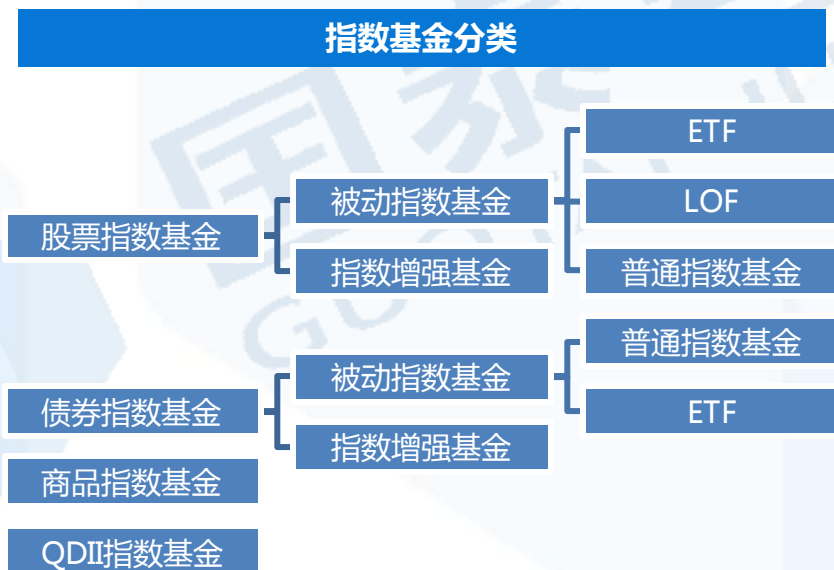 指数基金分类
股票指数基金
被动指数基金
指数增强基金
ETF
LOF
普通指数基金
债券指数基金
被动指数基金
指数增强基金
普通指数基金
ETF
商品指数基金
QDII指数基金